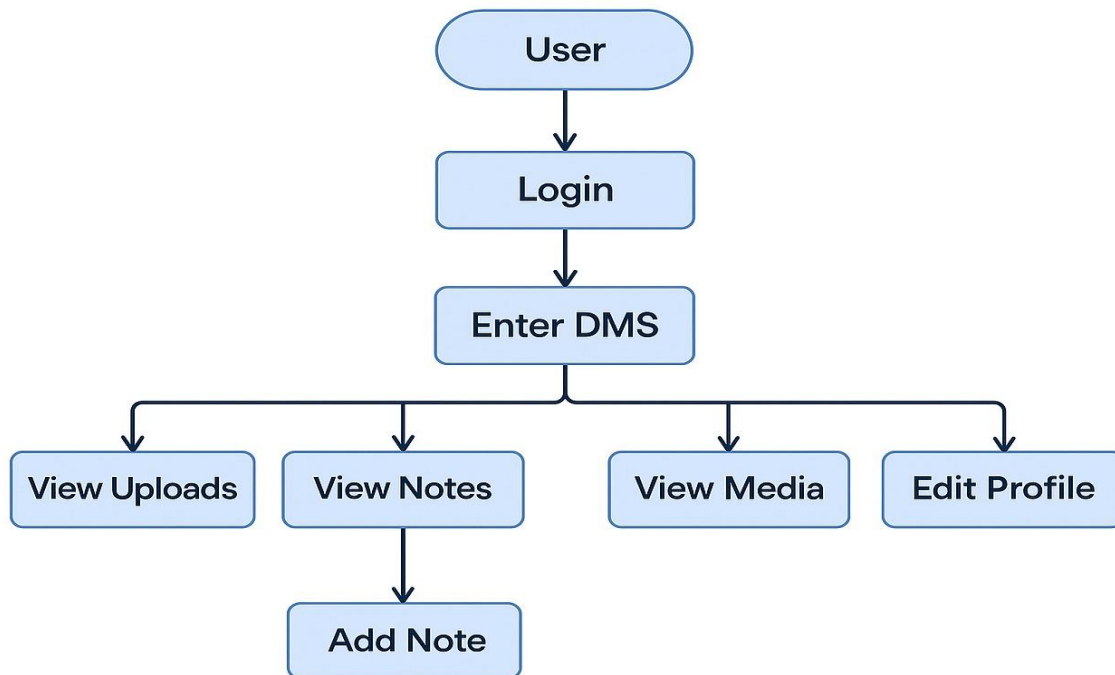 User
Login
Enter DMS
View Uploads
View Notes
View Media
Edit Profile
Add Note